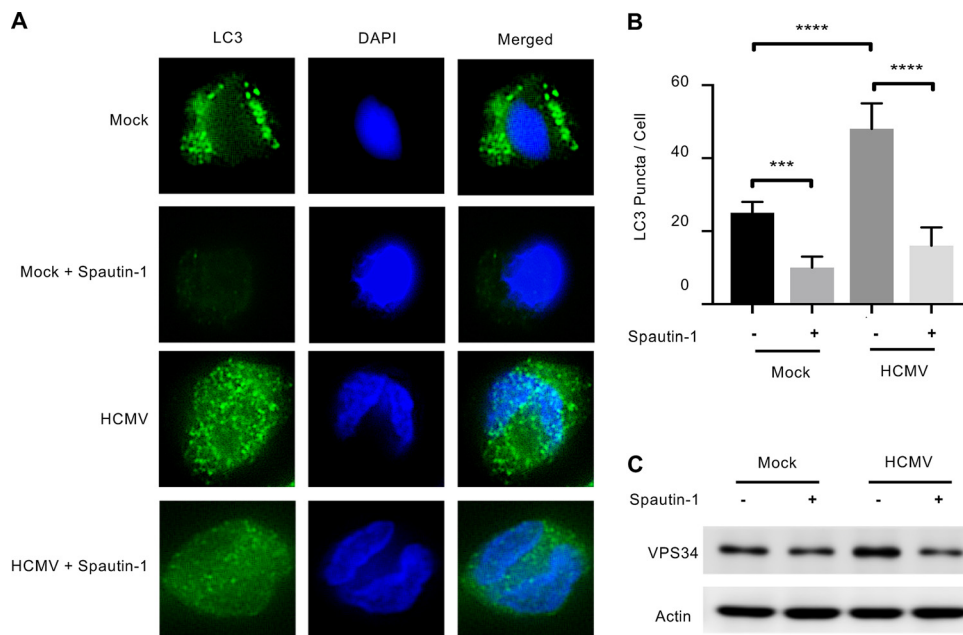 A
LC3 DAPI Merged
Mock
Mock + Spautin-1
HCMV
HCMV + Spautin-1
B
**** 
****
***
LC3 Puncta / Cell
60
40
20
0
Spautin-1 - + - +
Mock HCMV
C
Mock HCMV
Spautin-1 - + - +
VPS34
Actin